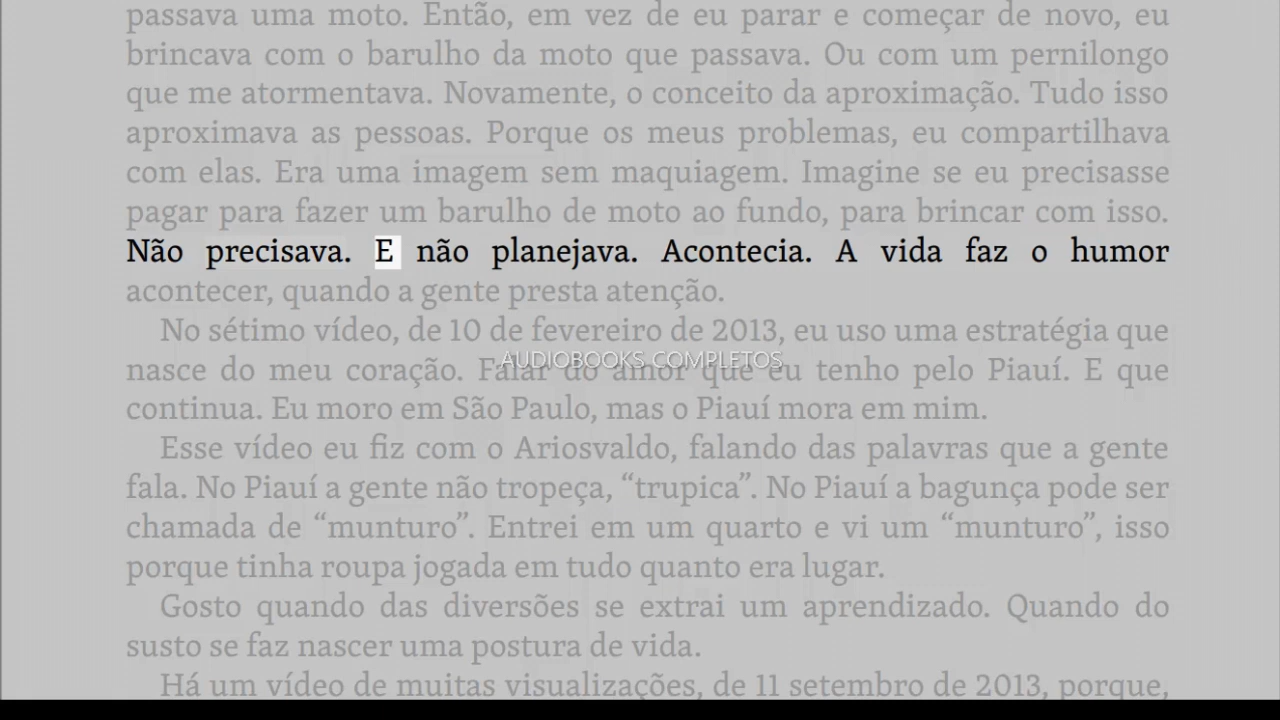 passava uma moto. Então, em vez de eu parar e começar de novo, eu
brincava com o barulho da moto que passava. Ou com um pernilongo
que me atormentava. Novamente, o conceito da aproximação. Tudo isso
aproximava as pessoas. Porque os meus problemas, eu compartilhava
com elas. Era uma imagem sem maquiagem. Imagine se eu precisasse
pagar para fazer um barulho de moto ao fundo, para brincar com isso.
Não precisava. E não planejava. Acontecia. A vida faz o humor
acontecer, quando a gente presta atenção.
No sétimo vídeo, de 10 de fevereiro de 2013, eu uso uma estratégia que
AUDIOBOOKS COMPLETOS
nasce do meu coração. Falar do amor que eu tenho pelo Piauí. E que
continua. Eu moro em São Paulo, mas o Piauí mora em mim.
Esse vídeo eu fiz com o Ariosvaldo, falando das palavras que a gente
fala. No Piauí a gente não tropeça, “trupica”. No Piauí a bagunça pode ser
chamada de “munturo”. Entrei em um quarto e vi um “munturo”, isso
porque tinha roupa jogada em tudo quanto era lugar.
Gosto quando das diversões se extrai um aprendizado. Quando do
susto se faz nascer uma postura de vida.
Há um vídeo de muitas visualizações, de 11 setembro de 2013, porque,